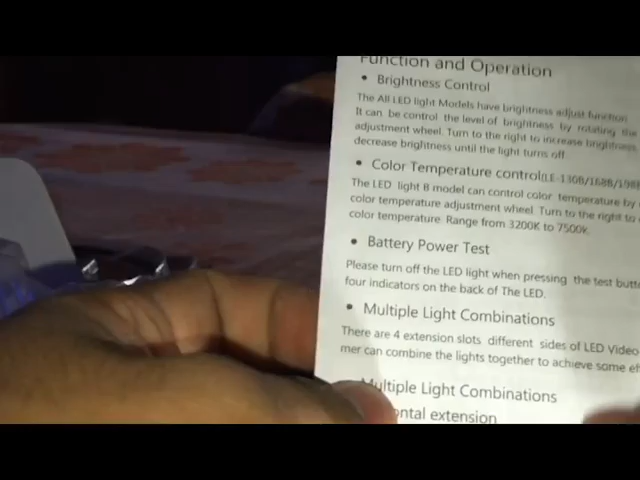 Function and Operation
• Brightness Control
The All LED light Models have brightness adjust function
It can be control the level of brightness by rotating the
adjustment wheel. Turn to the right to increase brightness
decrease brightness until the light turns off.
• Color Temperature control(LE-130B/168B/198B
The LED light B model can control color temperature by
color temperature adjustment wheel. Turn to the right to
color temperature. Range from 3200K to 7500k.
• Battery Power Test
Please turn off the LED light when pressing the test
four indicators on the back of The LED.
• Multiple Light Combinations
There are 4 extension slots different sides of LED Video
mer can combine the lights together to achieve some
Multiple Light Combinations
ontal extension